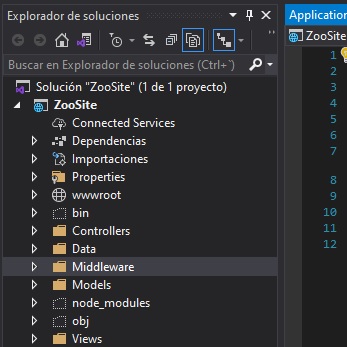 Explorador de soluciones
Application
Buscar en Explorador de soluciones (Ctrl+¨)
ZooSite
Solución "ZooSite" (1 de 1 proyecto)
ZooSite
Connected Services
Dependencias
Importaciones
Properties
wwwroot
bin
Controllers
Data
Middleware
Models
node_modules
obj
Views
1
2
3
4
5
6
7
8
9
10
11
12